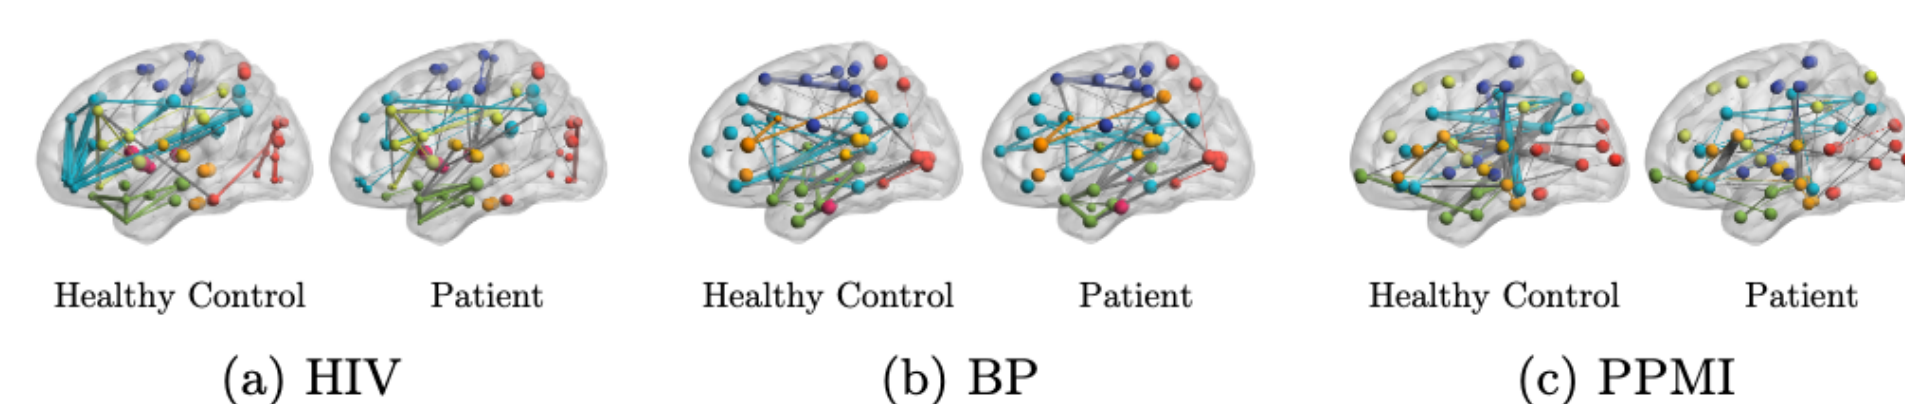 Healthy Control Patient Healthy Control Patient Healthy Control Patient
(a) HIV (b) BP (c) PPMI